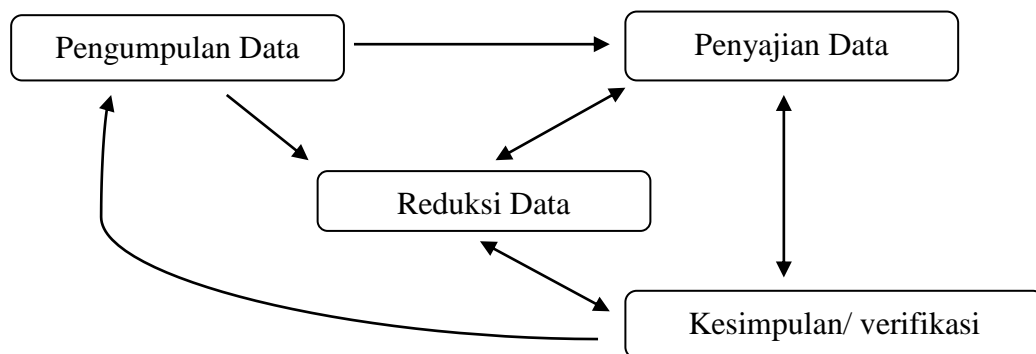 Pengumpulan Data
Penyajian Data
Reduksi Data
Kesimpulan/ verifikasi